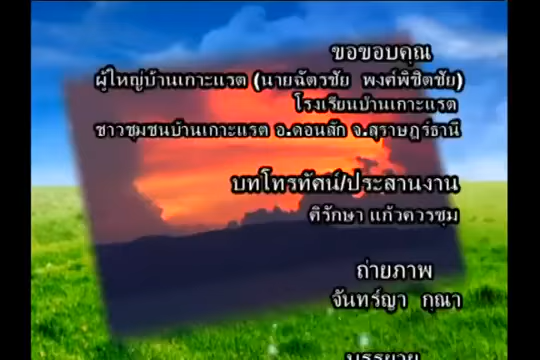 ขอขอบคุณ
ผู้ใหญ่บ้านเกาะแรต (นายฉัตรชัย พงศ์พิชิตชัย)
โรงเรียนบ้านเกาะแรต
ชาวชุมชนบ้านเกาะแรต อ.ดอนสัก จ.สุราษฎร์ธานี
บทโทรทัศน์/ประสานงาน
ศิรักษา แก้วควรชุม
ถ่ายภาพ
จันทร์ญา กุณา
บรรยาย